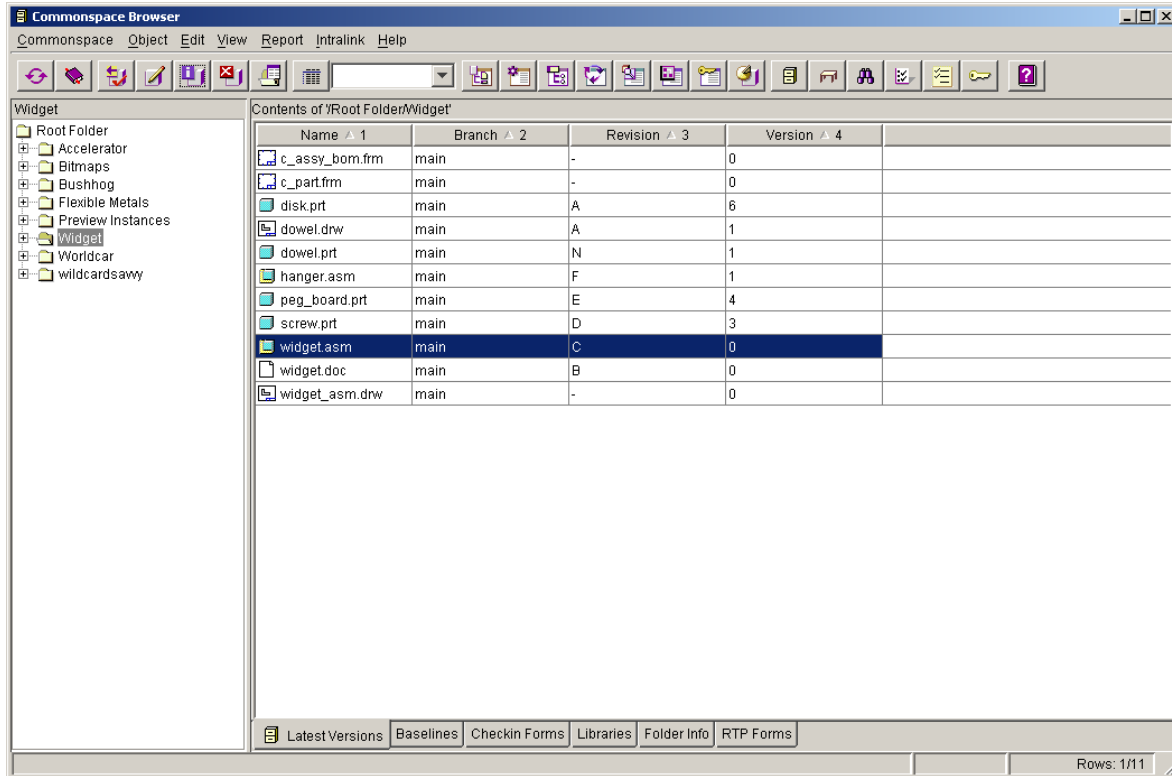 Commonspace Browser
Commonspace Object Edit View Report Intralink Help
Widget
Contents of '/Root Folder/Widget'
Root Folder
Accelerator
Bitmaps
Bushhog
Flexible Metals
Preview Instances
Widget
Worldcar
wildcardsavvy
Name 1 Branch 2 Revision 3 Version 4
c_assy_bom.frm main - 0
c_part.frm main - 0
disk.prt main A 6
dowel.drw main A 1
dowel.prt main N 1
hanger.asm main F 1
peg_board.prt main E 4
screw.prt main D 3
widget.asm main C 0
widget.doc main B 0
widget_asm.drw main - 0
Latest Versions Baselines Checkin Forms Libraries Folder Info RTP Forms
Rows: 1/11